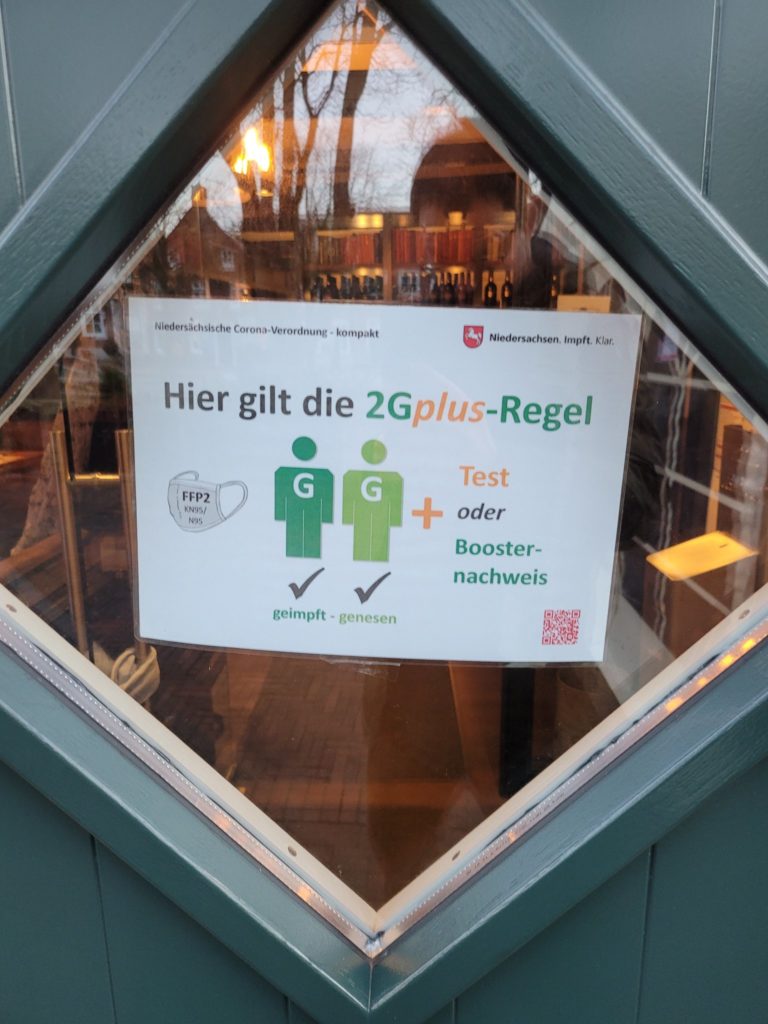 Niedersächsische Corona-Verordnung - kompakt
Niedersachsen. Impft. Klar.
Hier gilt die 2Gplus-Regel
FFP2
KN95/
N95
G G
+
Test
oder
Booster-
nachweis
geimpft - genesen